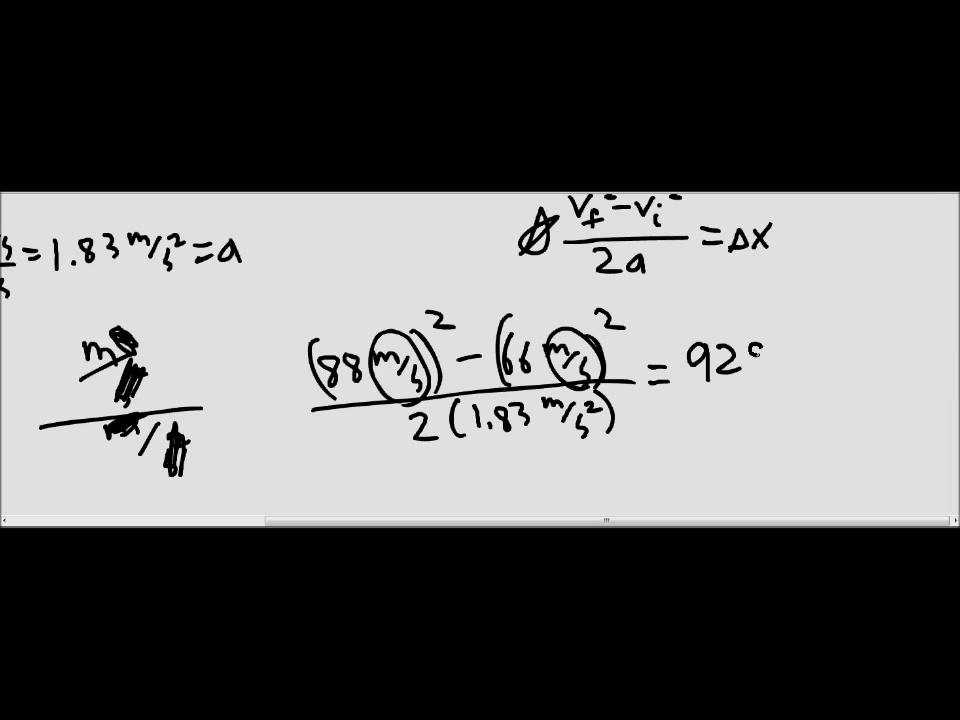 = 1.83 m/s² = a
(Vf² - Vi²)/2a = Δx
m
((88 m/s))² - (66 m/s)² / 2(1.83 m/s²) = 92